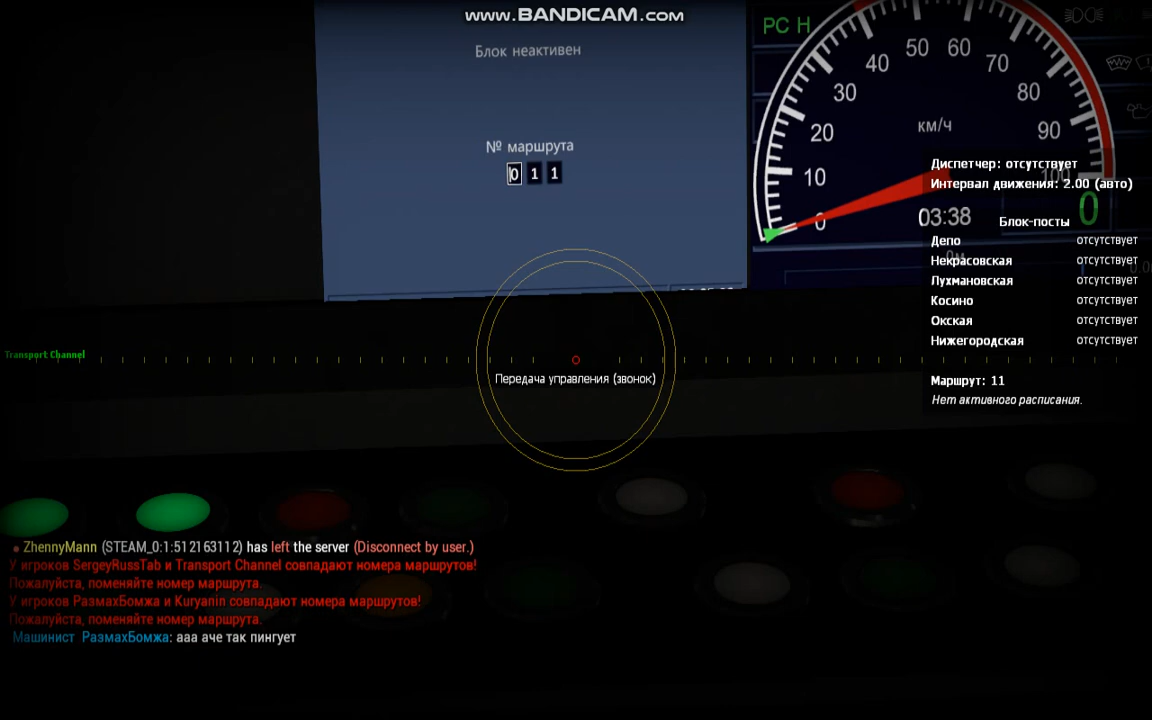 www.BANDICAM.com
Блок неактивен
№ маршрута
0 1 1
РС Н
0 10 20 30 40 50 60 70 80 90 100
км/ч
03:38
0
0м
Диспетчер: отсутствует
Интервал движения: 2.00 (авто)
Блок-посты
Депо отсутствует
Некрасовская отсутствует
Лухмановская отсутствует
Косино отсутствует
Окская отсутствует
Нижегородская отсутствует
Маршрут: 11
Нет активного расписания.
Transport Channel
Передача управления (звонок)
ZhennyMann (STEAM_0:1:512163112) has left the server (Disconnect by user.)
У игроков SergeyRussTab и Transport Channel совпадают номера маршрутов!
Пожалуйста, поменяйте номер маршрута.
У игроков РазмахБомжа и Kuryanin совпадают номера маршрутов!
Пожалуйста, поменяйте номер маршрута.
Машинист РазмахБомжа: ааа аче так пингует